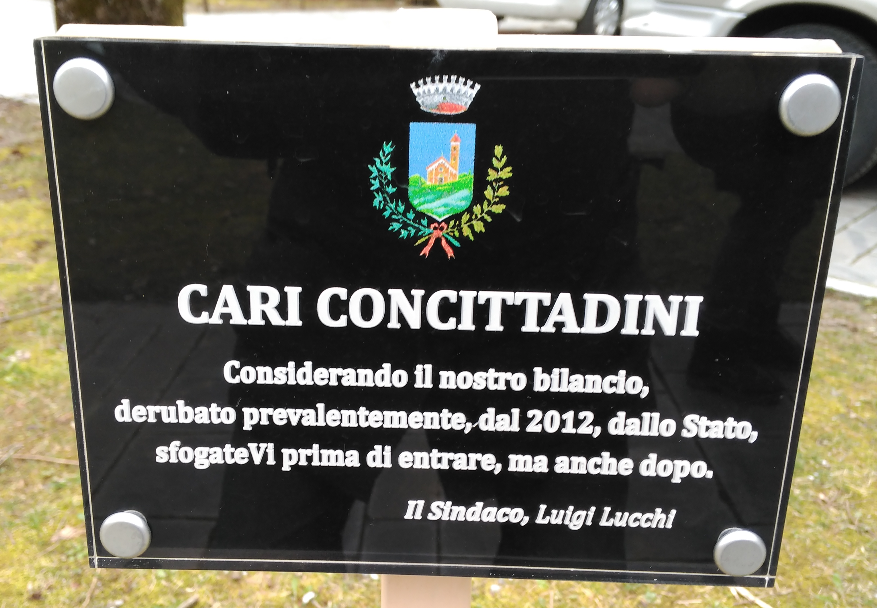 CARI CONCITTADINI
Considerando il nostro bilancio,
derubato prevalentemente, dal 2012, dallo Stato,
sfogateVi prima di entrare, ma anche dopo.
Il Sindaco, Luigi Lucchi